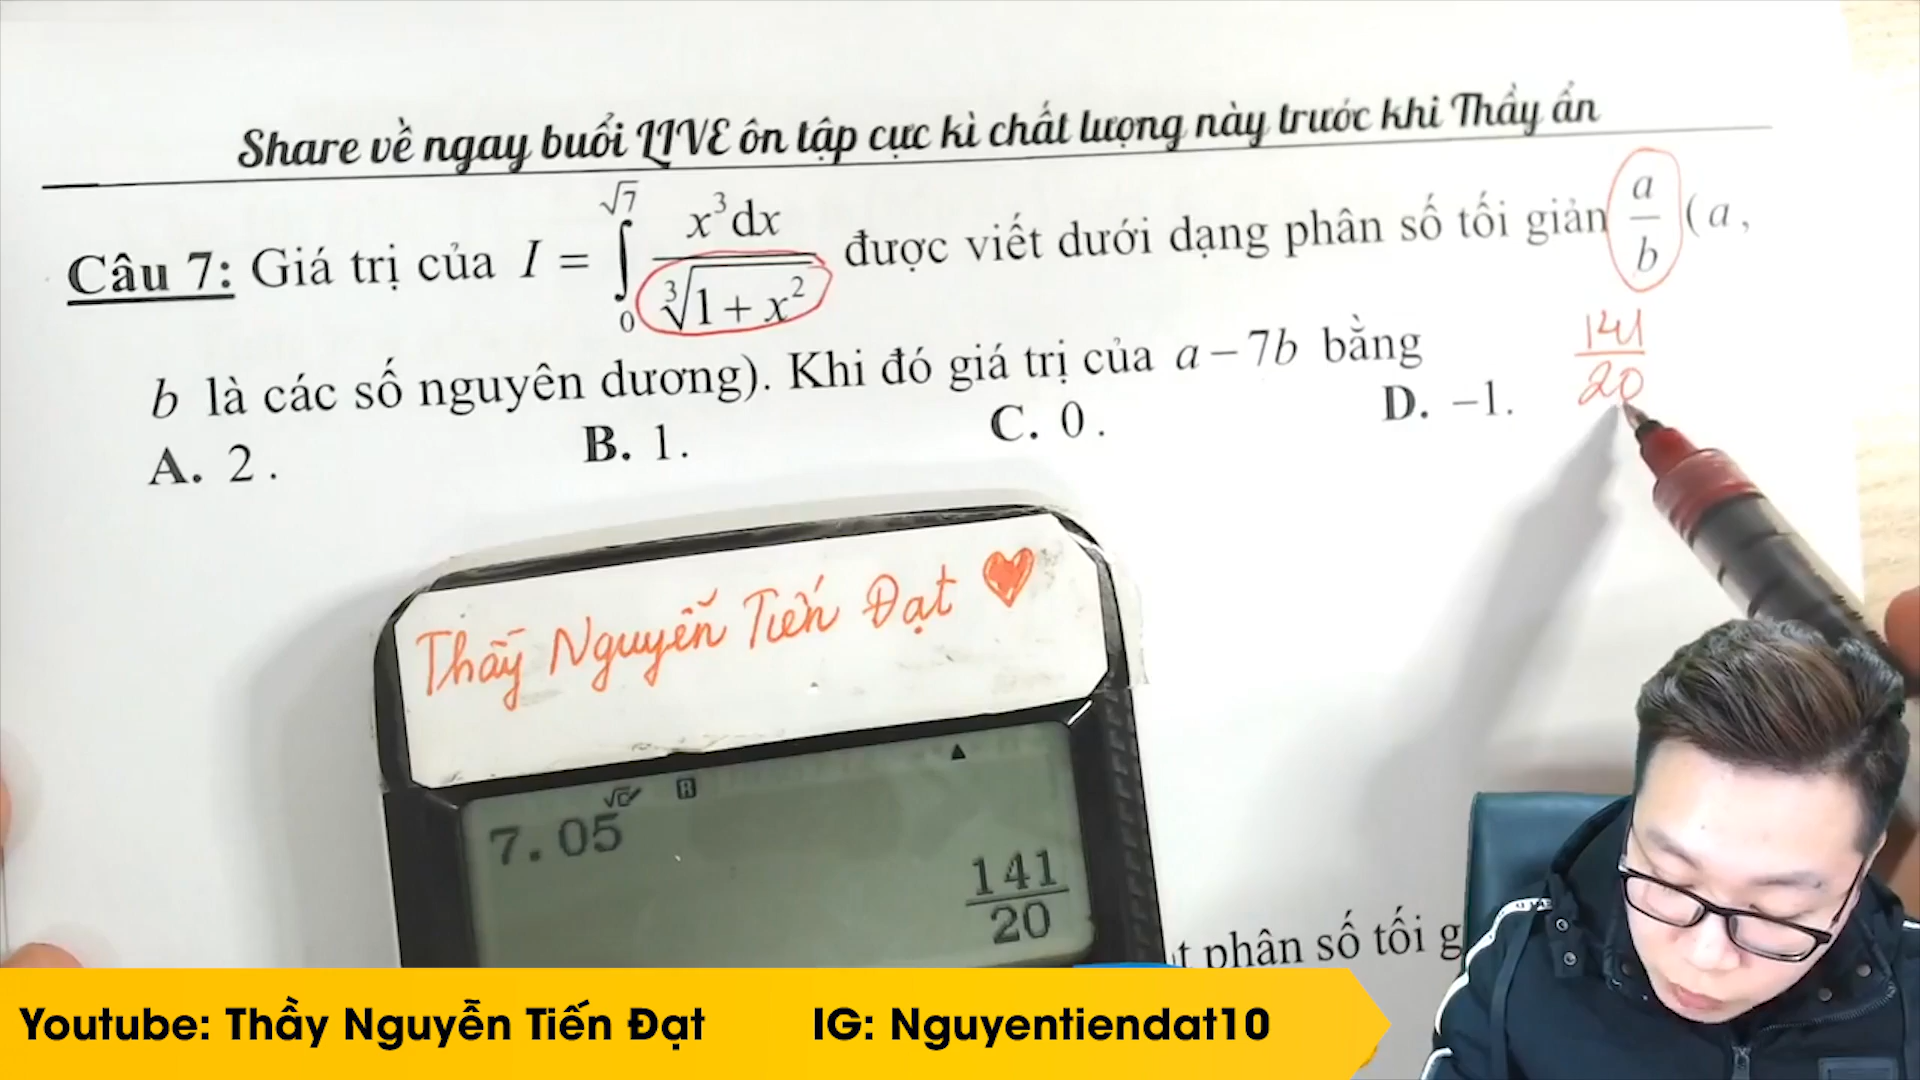 Share về ngay buổi LIVE ôn tập cực kì chất lượng này trước khi Thầy ẩn
Câu 7: Giá trị của I = ∫₀^√7 x³dx / ∛(1 + x²) được viết dưới dạng phân số tối giản a/b (a,
b là các số nguyên dương). Khi đó giá trị của a − 7b bằng
141/20
A. 2. B. 1. C. 0. D. −1.
Thầy Nguyễn Tiến Đạt
7.05
141/20
phân số tối g
Youtube: Thầy Nguyễn Tiến Đạt IG: Nguyentiendat10